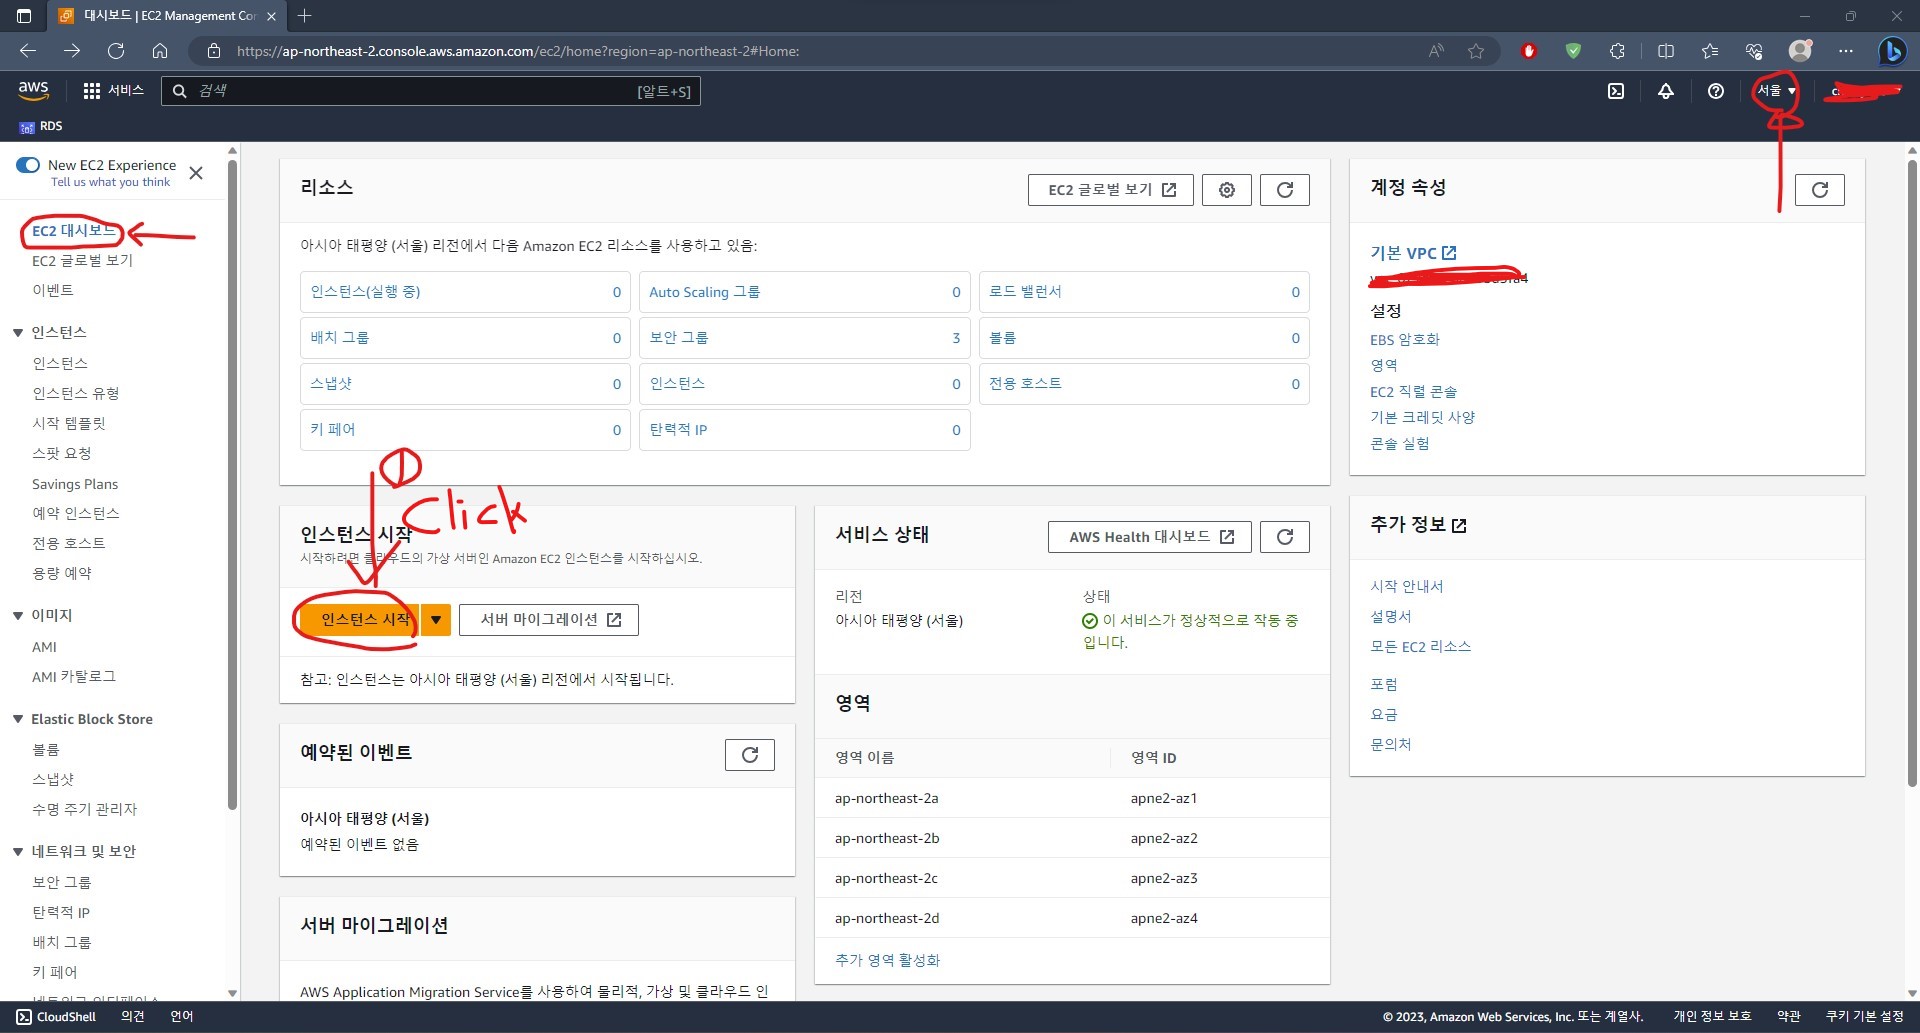 대시보드 | EC2 Management Co
https://ap-northeast-2.console.aws.amazon.com/ec2/home?region=ap-northeast-2#Home:
aws
서비스
검색
[알트+S]
서울
RDS
New EC2 Experience
Tell us what you think
EC2 대시보드
EC2 글로벌 보기
이벤트
인스턴스
인스턴스
인스턴스 유형
시작 템플릿
스팟 요청
Savings Plans
예약 인스턴스
전용 호스트
용량 예약
이미지
AMI
AMI 카탈로그
Elastic Block Store
볼륨
스냅샷
수명 주기 관리자
네트워크 및 보안
보안 그룹
탄력적 IP
배치 그룹
키 페어
네트워크 인터페이스
리소스
EC2 글로벌 보기
아시아 태평양 (서울) 리전에서 다음 Amazon EC2 리소스를 사용하고 있음:
인스턴스(실행 중) 0
Auto Scaling 그룹 0
로드 밸런서 0
배치 그룹 0
보안 그룹 3
볼륨 0
스냅샷 0
인스턴스 0
전용 호스트 0
키 페어 0
탄력적 IP 0
1
Click
인스턴스 시작
시작하려면 클라우드의 가상 서버인 Amazon EC2 인스턴스를 시작하십시오.
인스턴스 시작
서버 마이그레이션
참고: 인스턴스는 아시아 태평양 (서울) 리전에서 시작됩니다.
예약된 이벤트
아시아 태평양 (서울)
예약된 이벤트 없음
서버 마이그레이션
AWS Application Migration Service를 사용하여 물리적, 가상 및 클라우드 인
서비스 상태
AWS Health 대시보드
리전
아시아 태평양 (서울)
상태
이 서비스가 정상적으로 작동 중
입니다.
영역
영역 이름 영역 ID
ap-northeast-2a apne2-az1
ap-northeast-2b apne2-az2
ap-northeast-2c apne2-az3
ap-northeast-2d apne2-az4
추가 영역 활성화
계정 속성
기본 VPC
설정
EBS 암호화
영역
EC2 직렬 콘솔
기본 크레딧 사양
콘솔 실험
추가 정보
시작 안내서
설명서
모든 EC2 리소스
포럼
요금
문의처
CloudShell
의견
언어
© 2023, Amazon Web Services, Inc. 또는 계열사.
개인 정보 보호
약관
쿠키 기본 설정